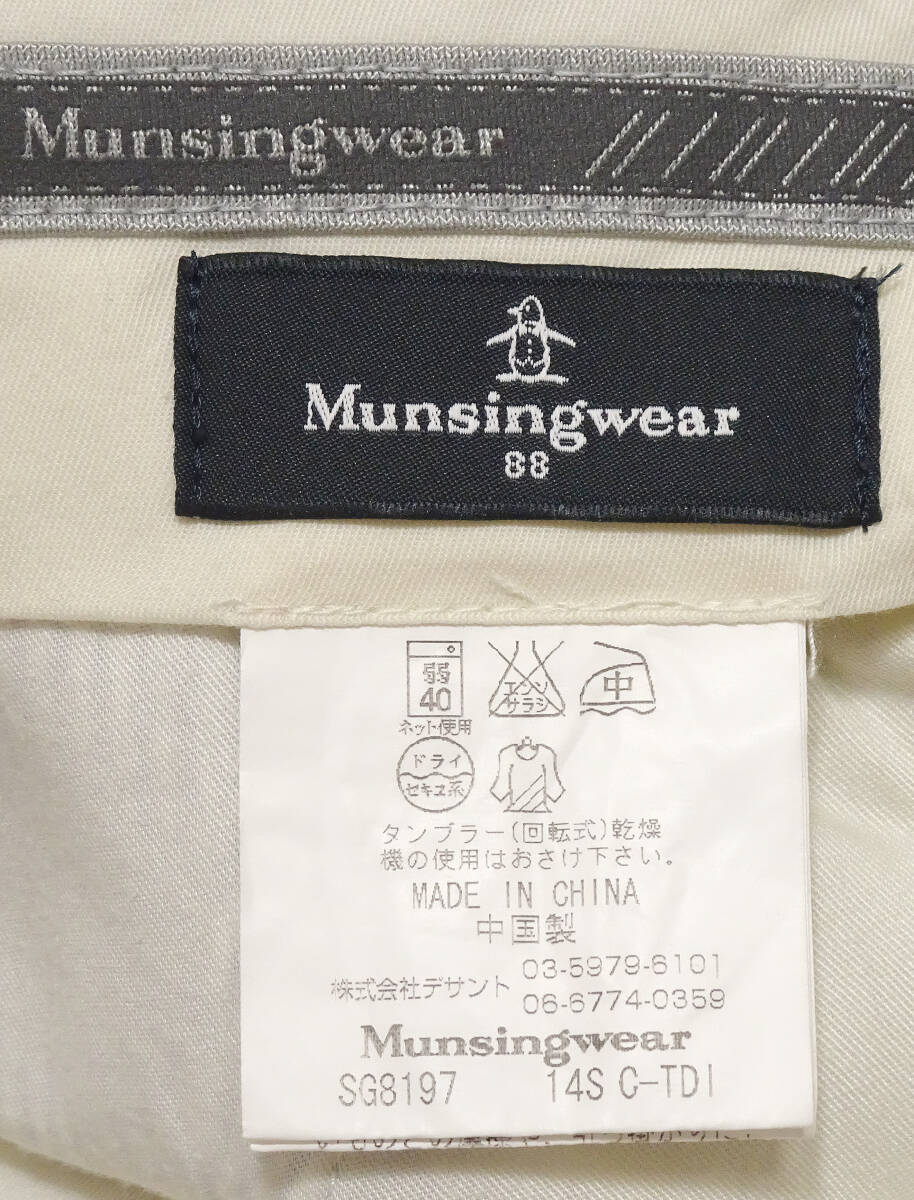 Munsingwear
Munsingwear
88
弱
40
ネット使用
エンソ
サラシ
中
ドライ
セキユ系
タンブラー(回転式)乾燥
機の使用はおさけ下さい。
MADE IN CHINA
中国製
株式会社デサント
03-5979-6101
06-6774-0359
Munsingwear
SG8197 14S C-TDI